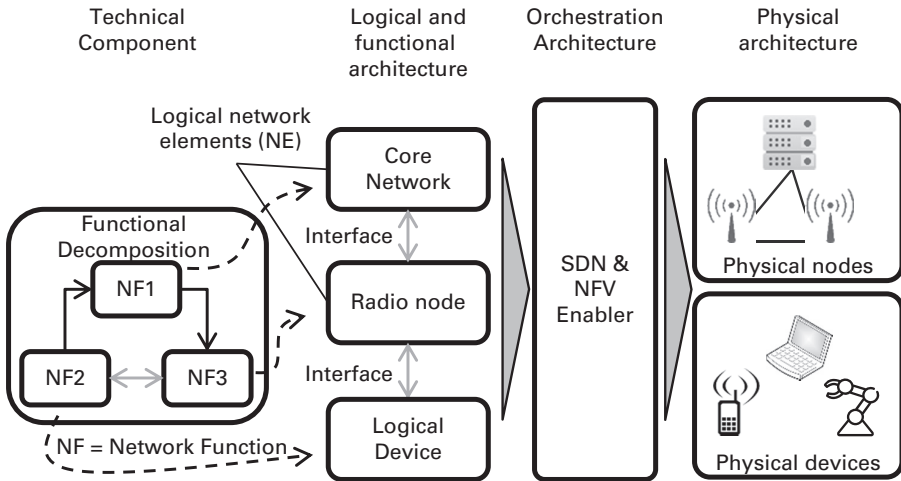 Technical
Component
Logical and
functional
architecture
Orchestration
Architecture
Physical
architecture
Logical network
elements (NE)
Core
Network
Interface
Radio node
Interface
Logical
Device
Functional
Decomposition
NF1
NF2
NF3
NF = Network Function
SDN &
NFV
Enabler
Physical nodes
Physical devices